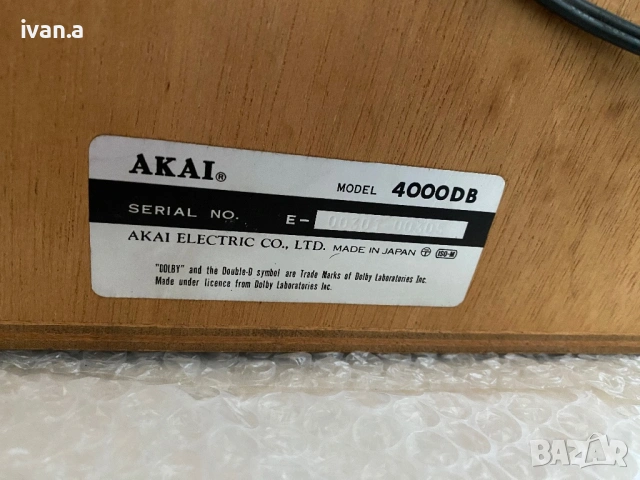 ivan.a
AKAI®
MODEL 4000DB
SERIAL NO. E-
AKAI ELECTRIC CO., LTD. MADE IN JAPAN T ISO-M
"DOLBY" and the Double-D symbol are Trade Marks of Dolby Laboratories Inc.
Made under licence from Dolby Laboratories Inc.
BAZAR